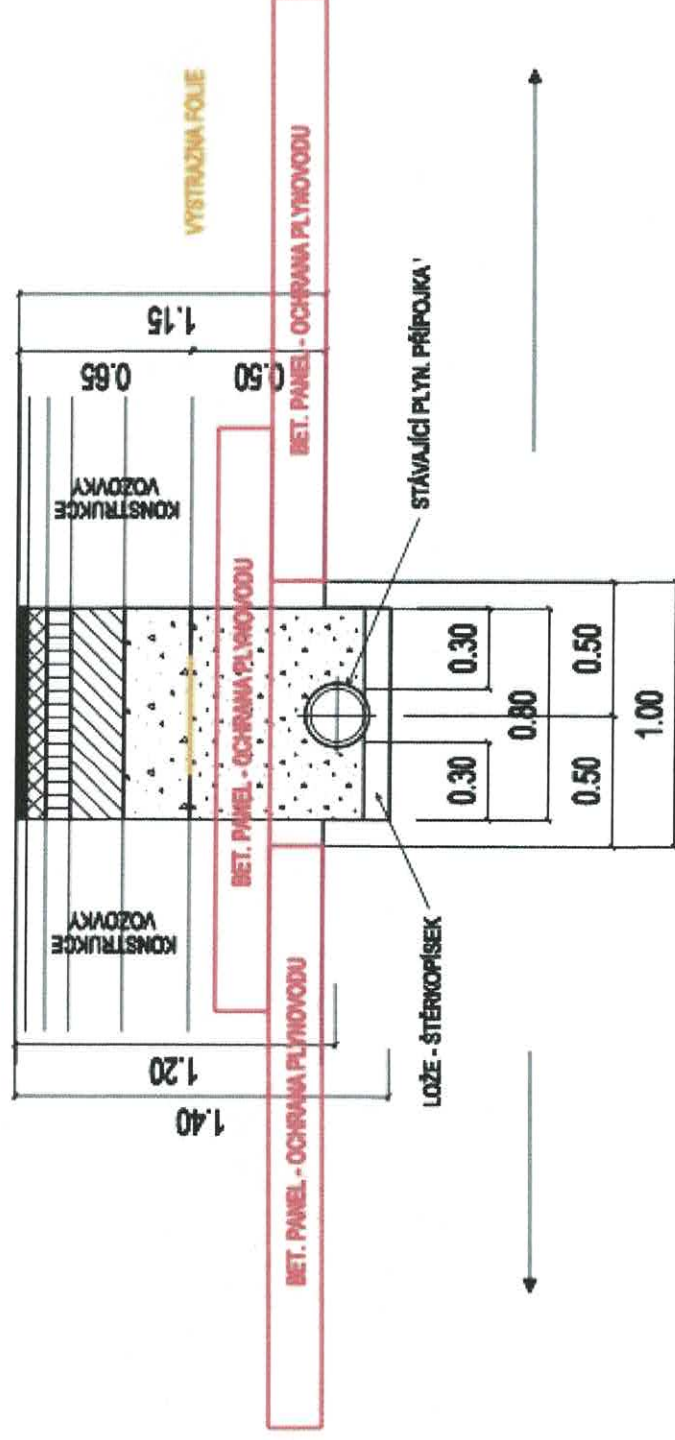 VÝSTRAŽNÁ FOLIE
1.15
0.65
0.50
KONSTRUKCE
VOZOVKY
KONSTRUKCE
VOZOVKY
1.20
1.40
BET. PANEL - OCHRANA PLYNOVODU
BET. PANEL - OCHRANA PLYNOVODU
BET. PANEL - OCHRANA PLYNOVODU
STÁVAJÍCÍ PLYN. PŘÍPOJKA '
LOŽE - ŠTĚRKOPÍSEK
0.30
0.30
0.80
0.50
0.50
1.00